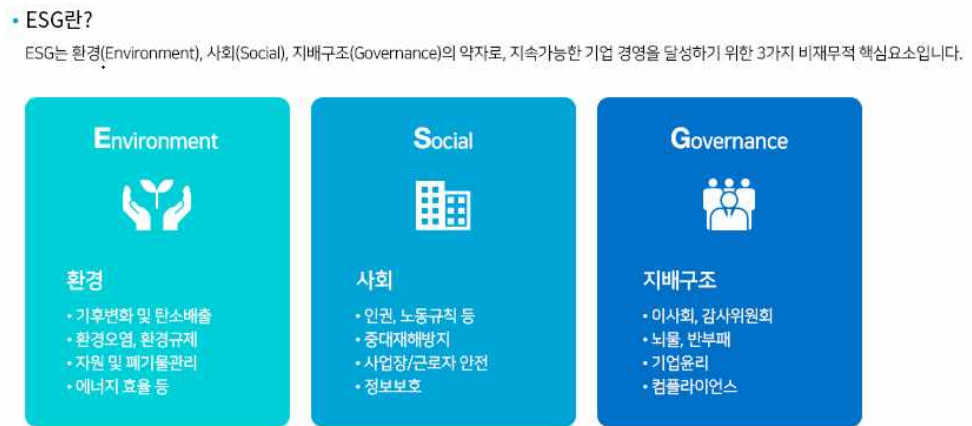 • ESG란?
ESG는 환경(Environment), 사회(Social), 지배구조(Governance)의 약자로, 지속가능한 기업 경영을 달성하기 위한 3가지 비재무적 핵심요소입니다.
Environment
환경
• 기후변화 및 탄소배출
• 환경오염, 환경규제
• 자원 및 폐기물관리
• 에너지 효율 등
Social
사회
• 인권, 노동규칙 등
• 중대재해방지
• 사업장/근로자 안전
• 정보보호
Governance
지배구조
• 이사회, 감사위원회
• 뇌물, 반부패
• 기업윤리
• 컴플라이언스